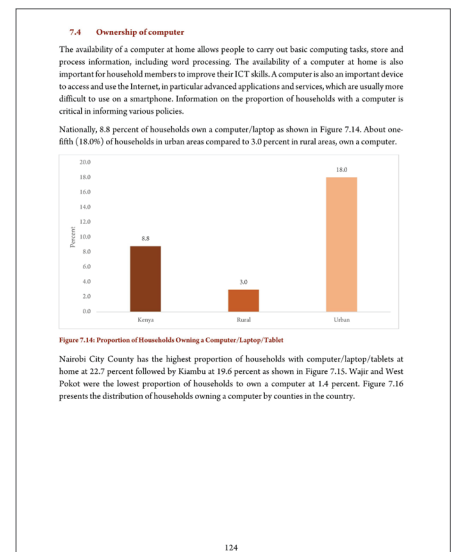 7.4 Ownership of computer
The availability of a computer at home allows people to carry out basic computing tasks, store and
process information, including word processing. The availability of a computer at home is also
important for household members to improve their ICT skills. A computer is also an important device
to access and use the Internet, in particular advanced applications and services, which are usually more
difficult to use on a smartphone. Information on the proportion of households with a computer is
critical in informing various policies.
Nationally, 8.8 percent of households own a computer/laptop as shown in Figure 7.14. About one-
fifth (18.0%) of households in urban areas compared to 3.0 percent in rural areas, own a computer.
20.0
18.0
16.0
14.0
12.0
10.0
8.0
6.0
4.0
2.0
0.0
Percent
8.8
3.0
18.0
Kenya Rural Urban
Figure 7.14: Proportion of Households Owning a Computer/Laptop/Tablet
Nairobi City County has the highest proportion of households with computer/laptop/tablets at
home at 22.7 percent followed by Kiambu at 19.6 percent as shown in Figure 7.15. Wajir and West
Pokot were the lowest proportion of households to own a computer at 1.4 percent. Figure 7.16
presents the distribution of households owning a computer by counties in the country.
124